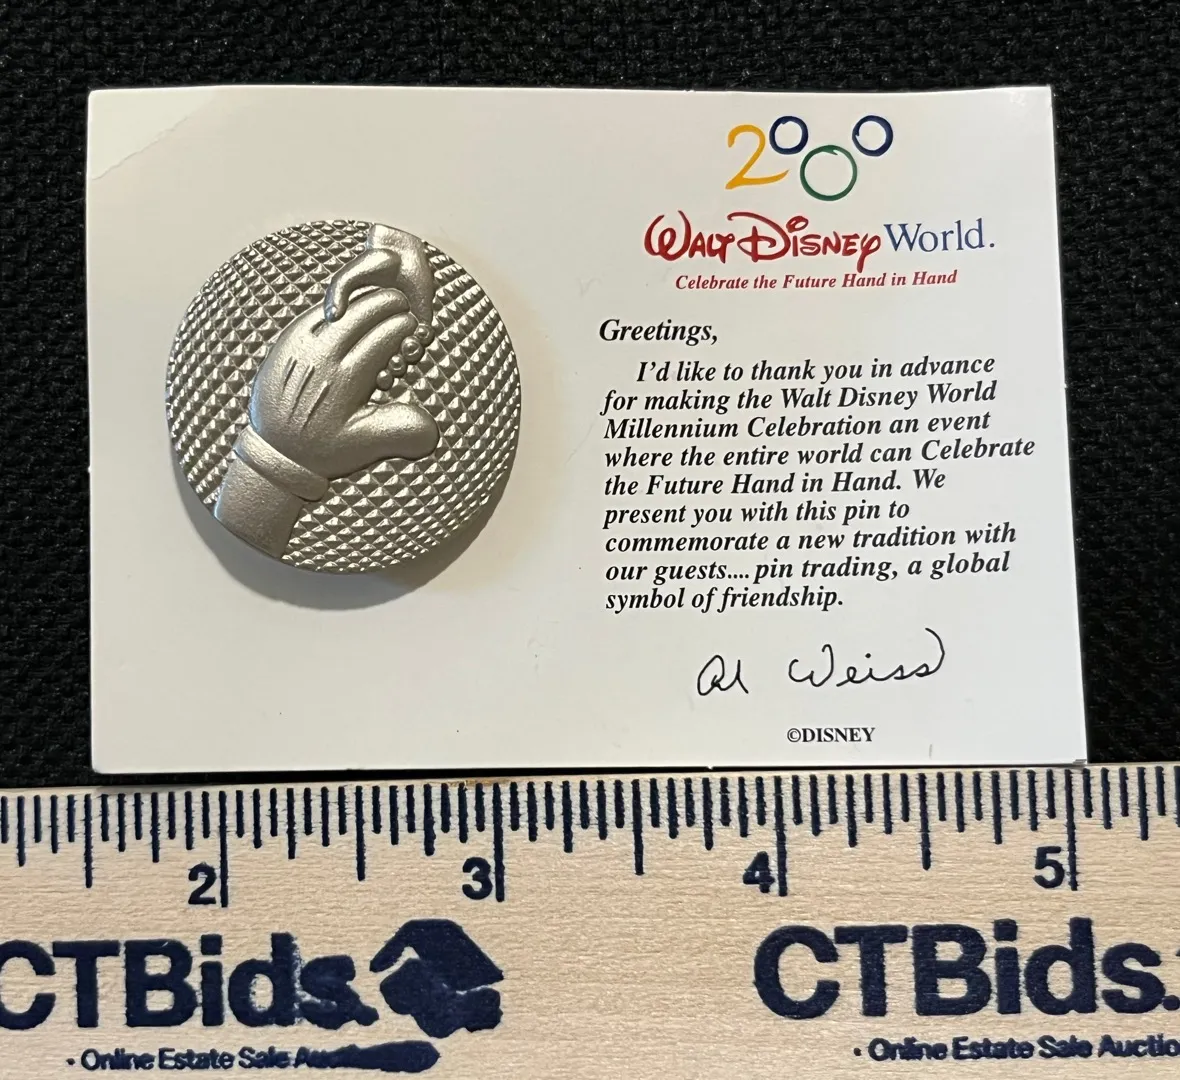 2000
WALT DISNEY World.
Celebrate the Future Hand in Hand
Greetings,
I'd like to thank you in advance
for making the Walt Disney World
Millennium Celebration an event
where the entire world can Celebrate
the Future Hand in Hand. We
present you with this pin to
commemorate a new tradition with
our guests.... pin trading, a global
symbol of friendship.
Al Weiss
©DISNEY
2 3 4 5
CTBids. CTBids.
• Online Estate Sale • Online Estate Sale Auctio